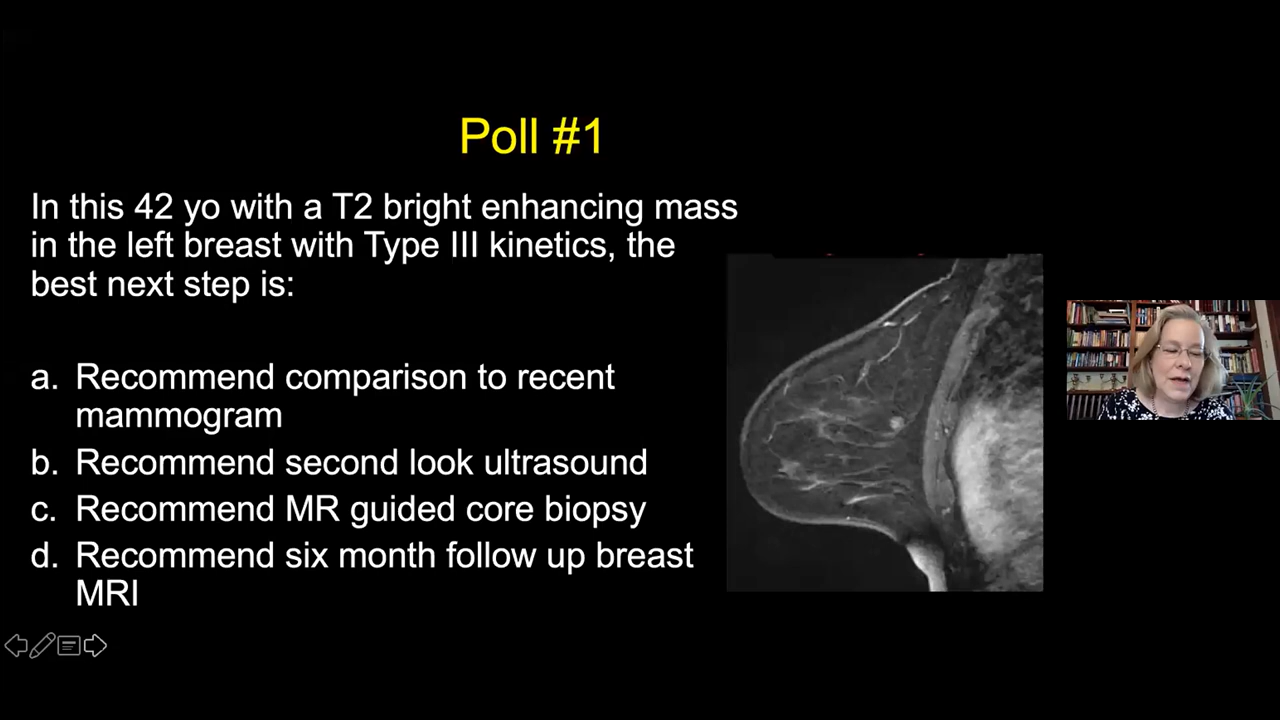 Poll #1
In this 42 yo with a T2 bright enhancing mass
in the left breast with Type III kinetics, the
best next step is:
a. Recommend comparison to recent
mammogram
b. Recommend second look ultrasound
c. Recommend MR guided core biopsy
d. Recommend six month follow up breast
MRI